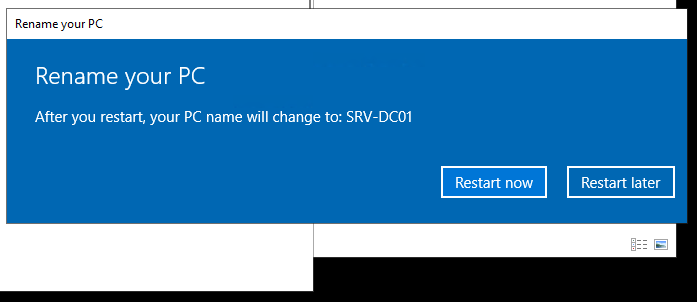 Rename your PC
Rename your PC
After you restart, your PC name will change to: SRV-DC01
Restart now
Restart later